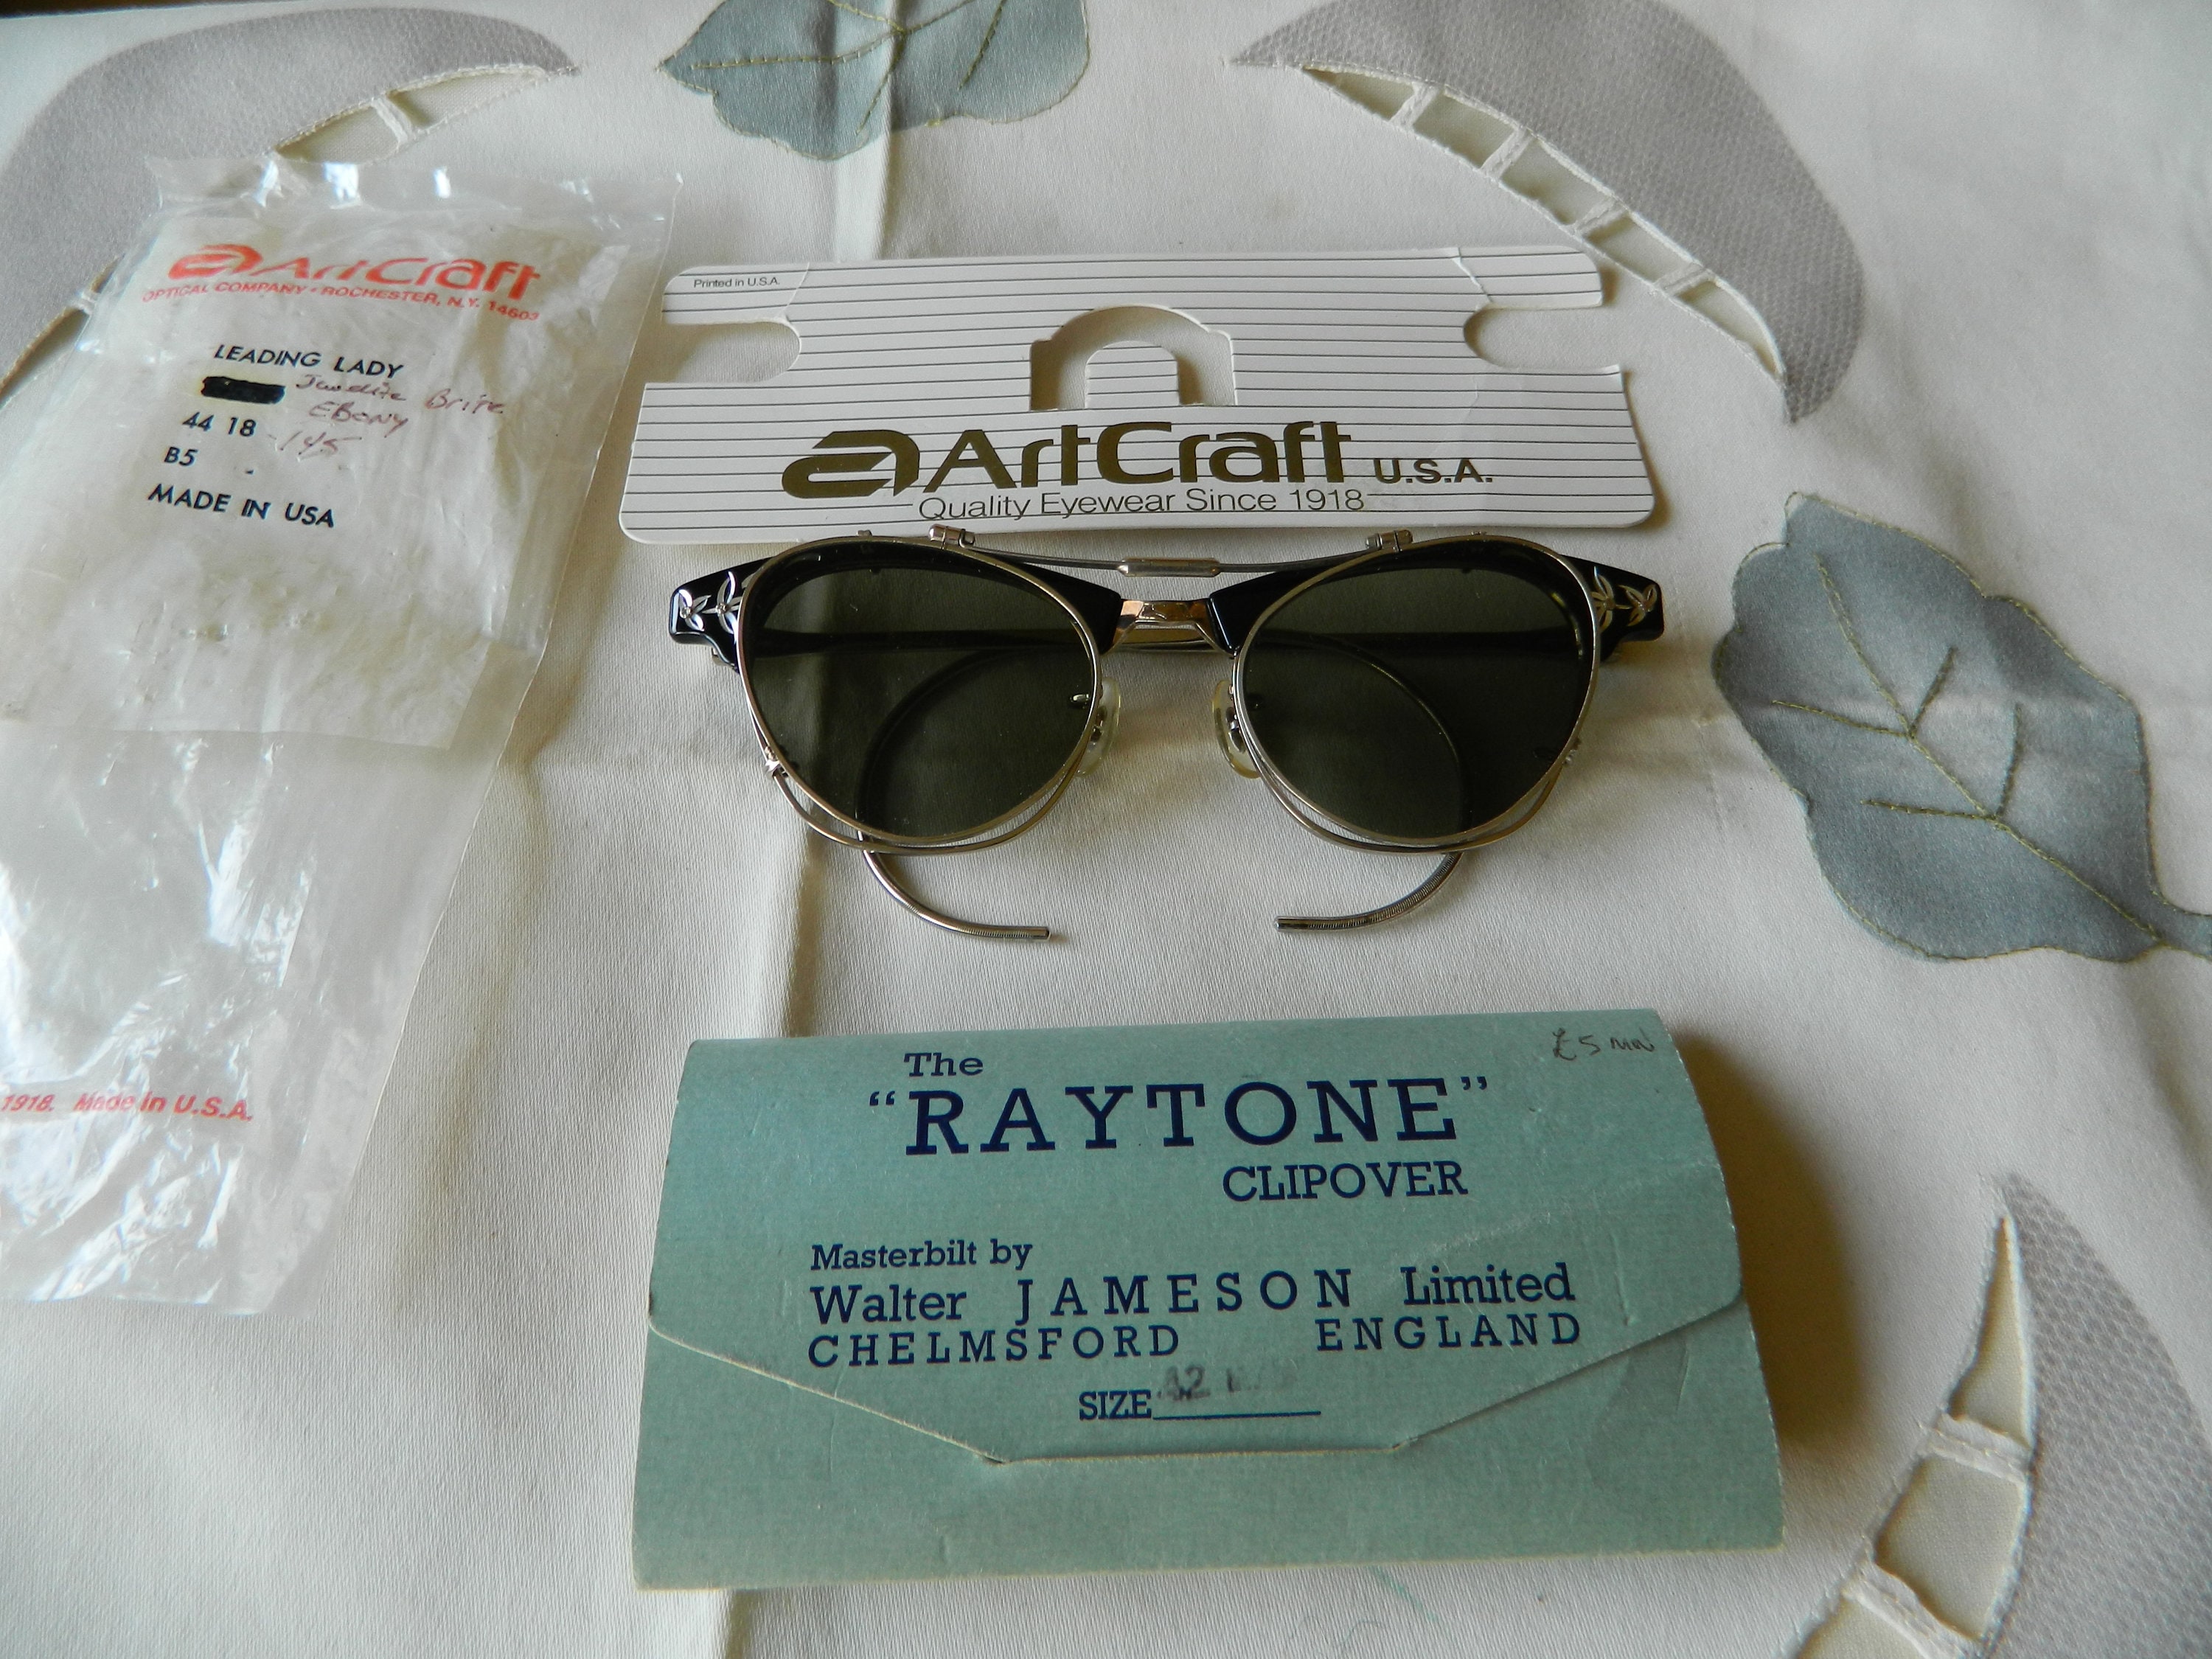 ArtCraft
OPTICAL COMPANY • ROCHESTER, N.Y. 14603
LEADING LADY
Brite
Ebony
44 18 145
B5
MADE IN USA
1918. Made in U.S.A.
Printed in U.S.A.
ArtCraft U.S.A.
Quality Eyewear Since 1918
The
“RAYTONE”
CLIPOVER
£5
Masterbilt by
Walter JAMESON Limited
CHELMSFORD ENGLAND
SIZE